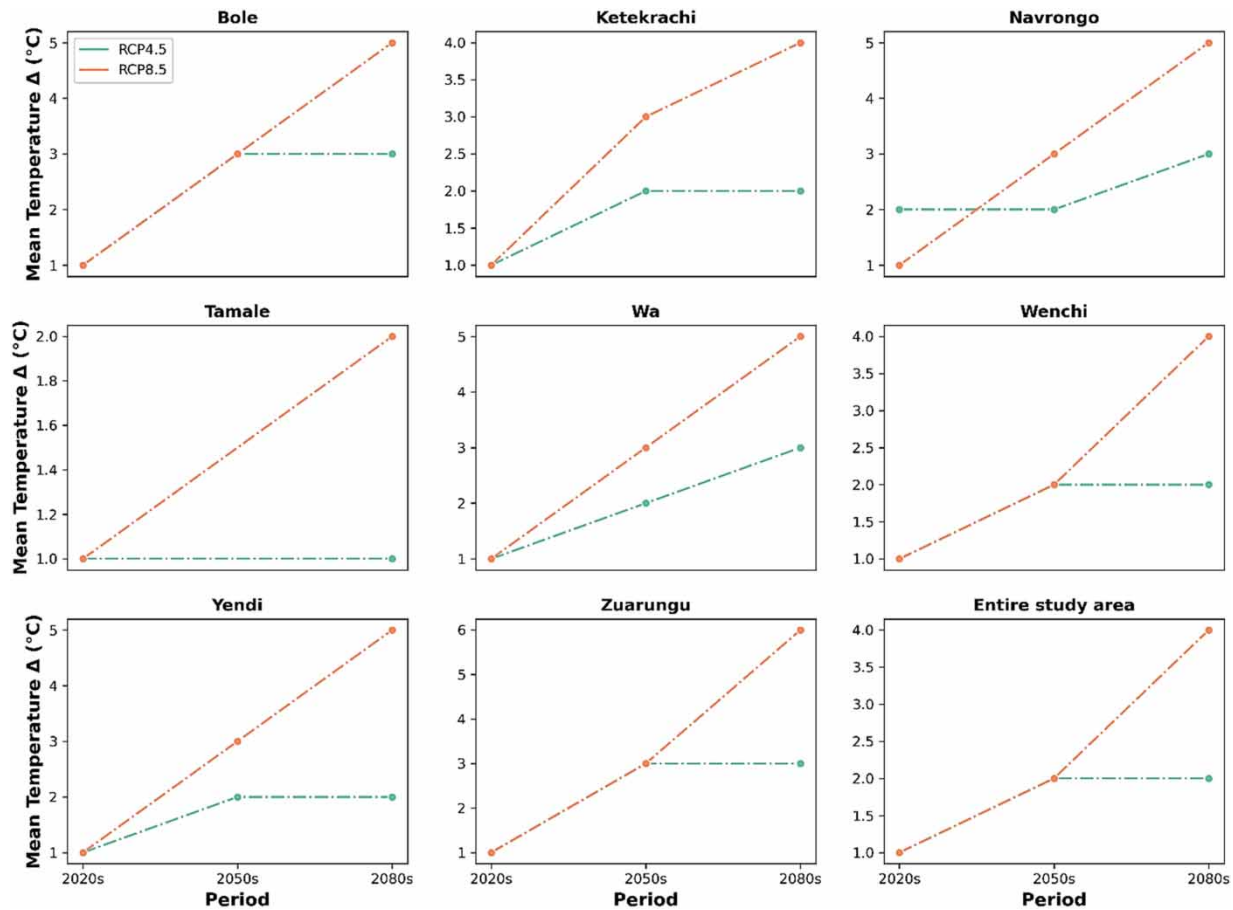 Bole
Ketekrachi
Navrongo
Mean Temperature Δ (°C)
5
4
3
2
1
RCP4.5
RCP8.5
4.0
3.5
3.0
2.5
2.0
1.5
1.0
5
4
3
2
1
Tamale
Wa
Wenchi
Mean Temperature Δ (°C)
2.0
1.8
1.6
1.4
1.2
1.0
5
4
3
2
1
4.0
3.5
3.0
2.5
2.0
1.5
1.0
Yendi
Zuarungu
Entire study area
Mean Temperature Δ (°C)
5
4
3
2
1
6
5
4
3
2
1
4.0
3.5
3.0
2.5
2.0
1.5
1.0
2020s 2050s 2080s
2020s 2050s 2080s
2020s 2050s 2080s
Period
Period
Period